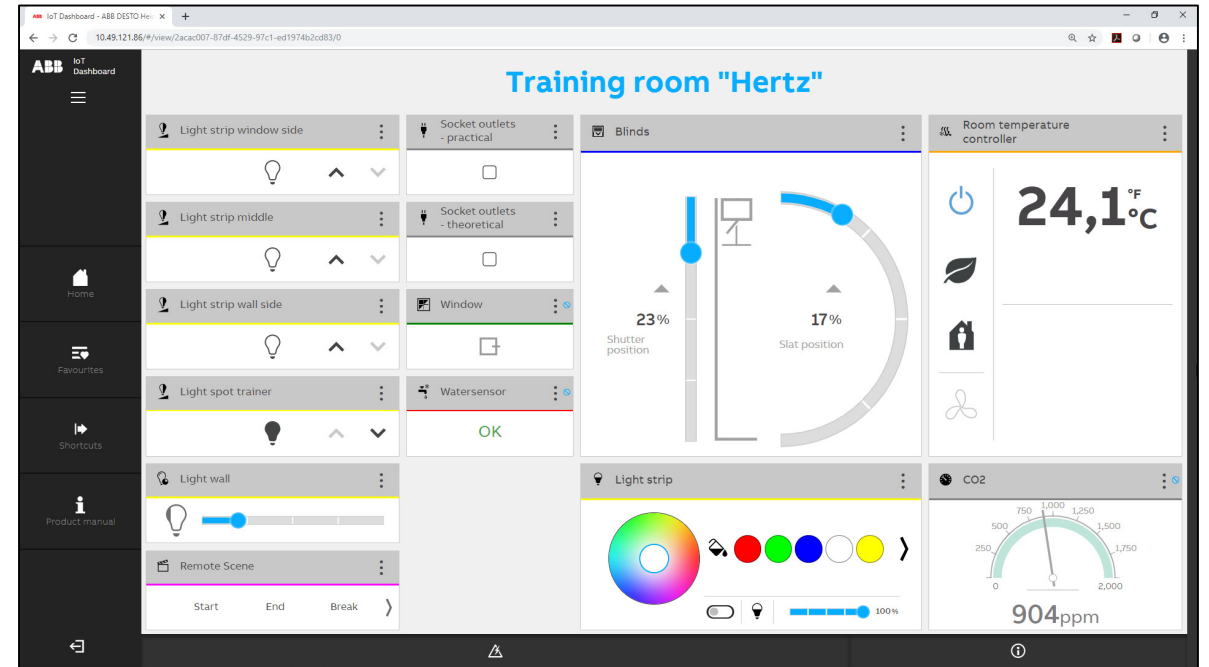 ABB IoT Dashboard - ABB DESTO Hei
10.49.121.86/#/view/2acac007-87df-4529-97c1-ed1974b2cd83/0
ABB IoT
Dashboard
Home
Favourites
Shortcuts
Product manual
Training room "Hertz"
Light strip window side
Light strip middle
Light strip wall side
Light spot trainer
Light wall
Remote Scene
Start End Break
Socket outlets
- practical
Socket outlets
- theoretical
Window
Watersensor
OK
Blinds
23%
Shutter
position
17%
Slat position
Light strip
100%
Room temperature
controller
24,1 °F
°C
CO2
0
250
500
750
1,000
1,250
1,500
1,750
2,000
904ppm